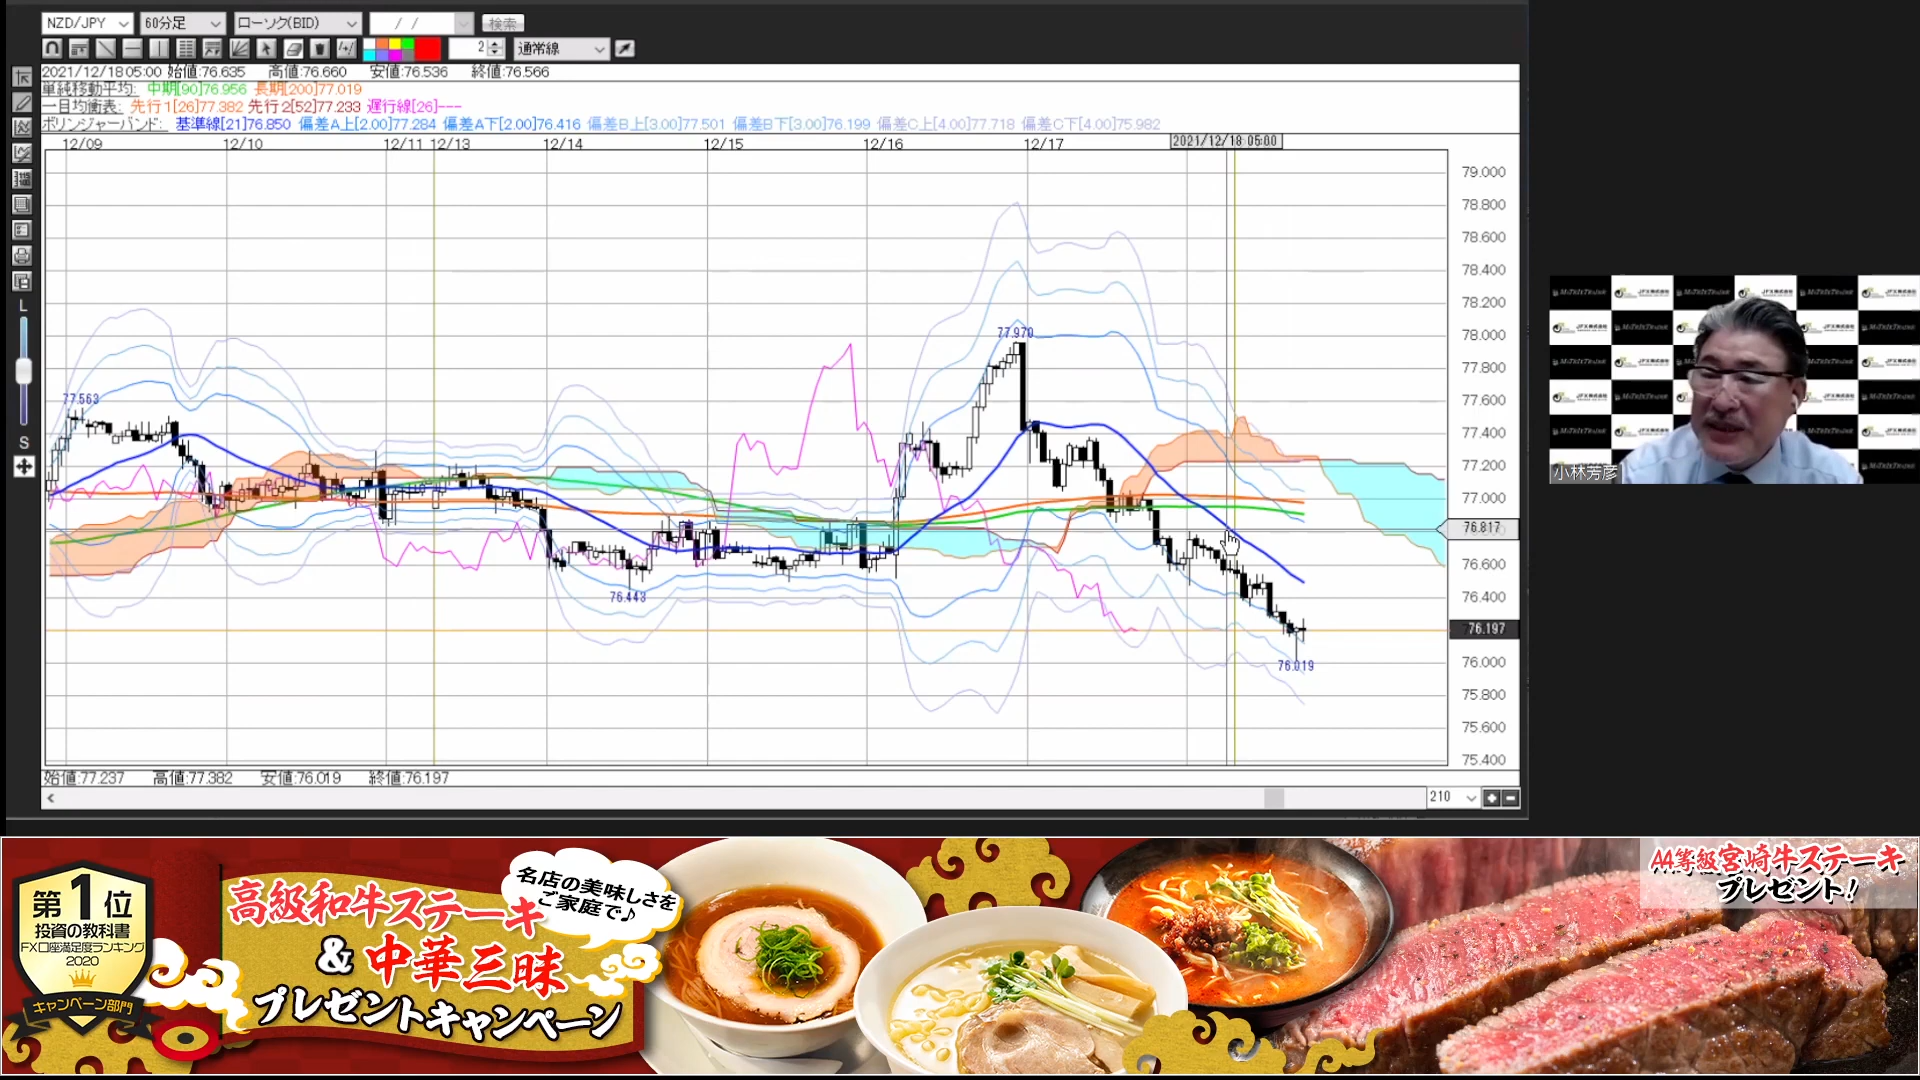 NZD/JPY 60分足 ローソク(BID) / / 検索
2 通常線
2021/12/18 05:00 始値:76.635 高値:76.660 安値:76.536 終値:76.566
単純移動平均: 中期[90]76.956 長期[200]77.019
一目均衡表: 先行1[26]77.382 先行2[52]77.233 遅行線[26]---
ボリンジャーバンド: 基準線[21]76.850 偏差A上[2.00]77.284 偏差A下[2.00]76.416 偏差B上[3.00]77.501 偏差B下[3.00]76.199 偏差C上[4.00]77.718 偏差C下[4.00]75.982
12/09 12/10 12/11 12/13 12/14 12/15 12/16 12/17 2021/12/18 05:00
79.000
78.800
78.600
78.400
78.200
78.000
77.800
77.600
77.400
77.200
77.000
76.817
76.600
76.400
76.197
76.000
75.800
75.600
75.400
77.970
77.563
76.443
76.019
L
S
始値:77.237 高値:77.382 安値:76.019 終値:76.197
210
小林芳彦
第1位
投資の教科書
FX口座満足度ランキング
2020
キャンペーン部門
高級和牛ステーキ
&中華三昧
プレゼントキャンペーン
名店の美味しさを
ご家庭で♪
A4等級宮崎牛ステーキ
プレゼント!